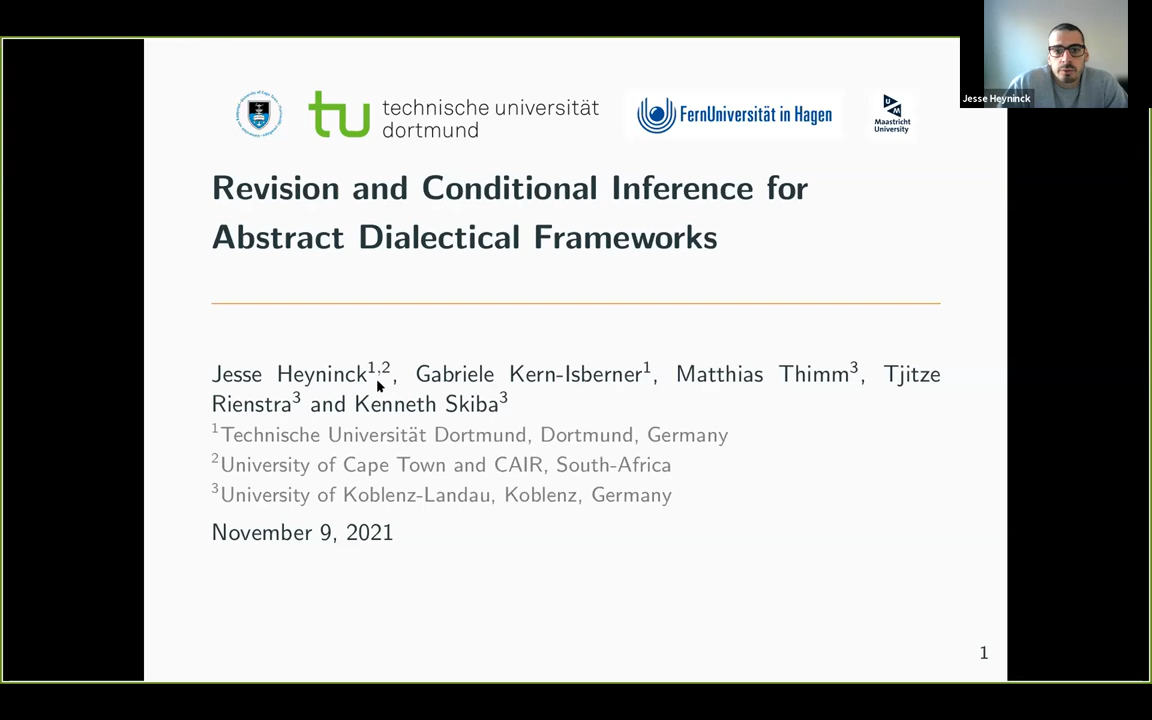 technische universität
dortmund
FernUniversität in Hagen
Maastricht
University
Jesse Heyninck
Revision and Conditional Inference for
Abstract Dialectical Frameworks
Jesse Heyninck1,2, Gabriele Kern-Isberner1, Matthias Thimm3, Tjitze
Rienstra3 and Kenneth Skiba3
1Technische Universität Dortmund, Dortmund, Germany
2University of Cape Town and CAIR, South-Africa
3University of Koblenz-Landau, Koblenz, Germany
November 9, 2021
1